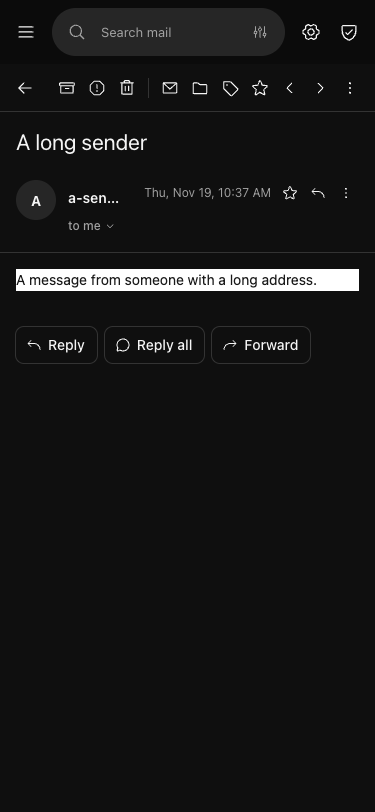 Search mail
A long sender
A
a-sen...
Thu, Nov 19, 10:37 AM
to me
A message from someone with a long address.
Reply
Reply all
Forward